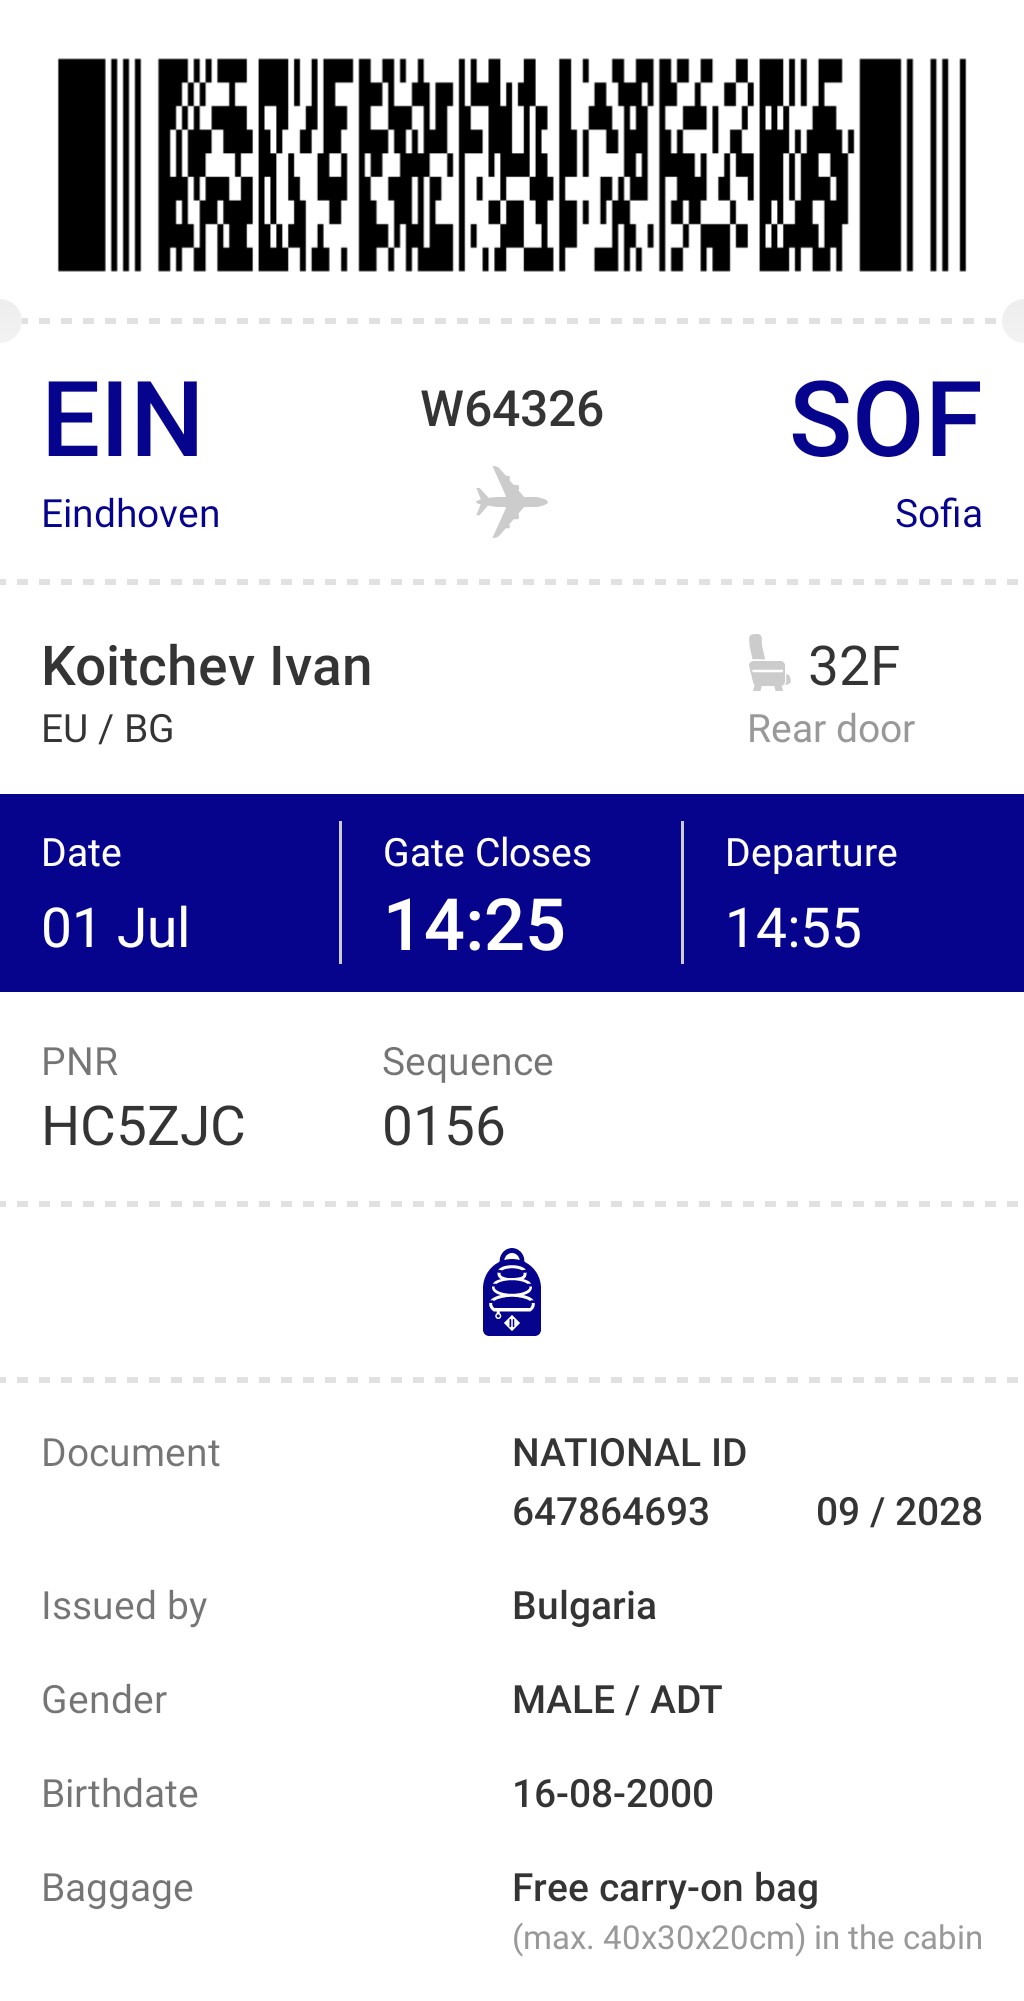 EIN W64326 SOF
Eindhoven Sofia
Koitchev Ivan 32F
EU / BG Rear door
Date Gate Closes Departure
01 Jul 14:25 14:55
PNR Sequence
HC5ZJC 0156
Document NATIONAL ID
647864693 09 / 2028
Issued by Bulgaria
Gender MALE / ADT
Birthdate 16-08-2000
Baggage Free carry-on bag
(max. 40x30x20cm) in the cabin